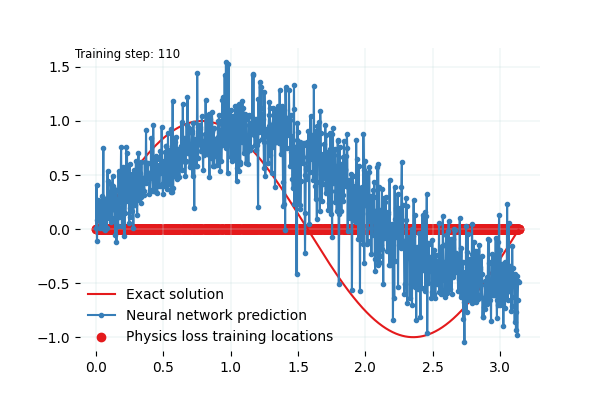 Training step: 110
1.5
1.0
0.5
0.0
−0.5
−1.0
Exact solution
Neural network prediction
Physics loss training locations
0.0 0.5 1.0 1.5 2.0 2.5 3.0